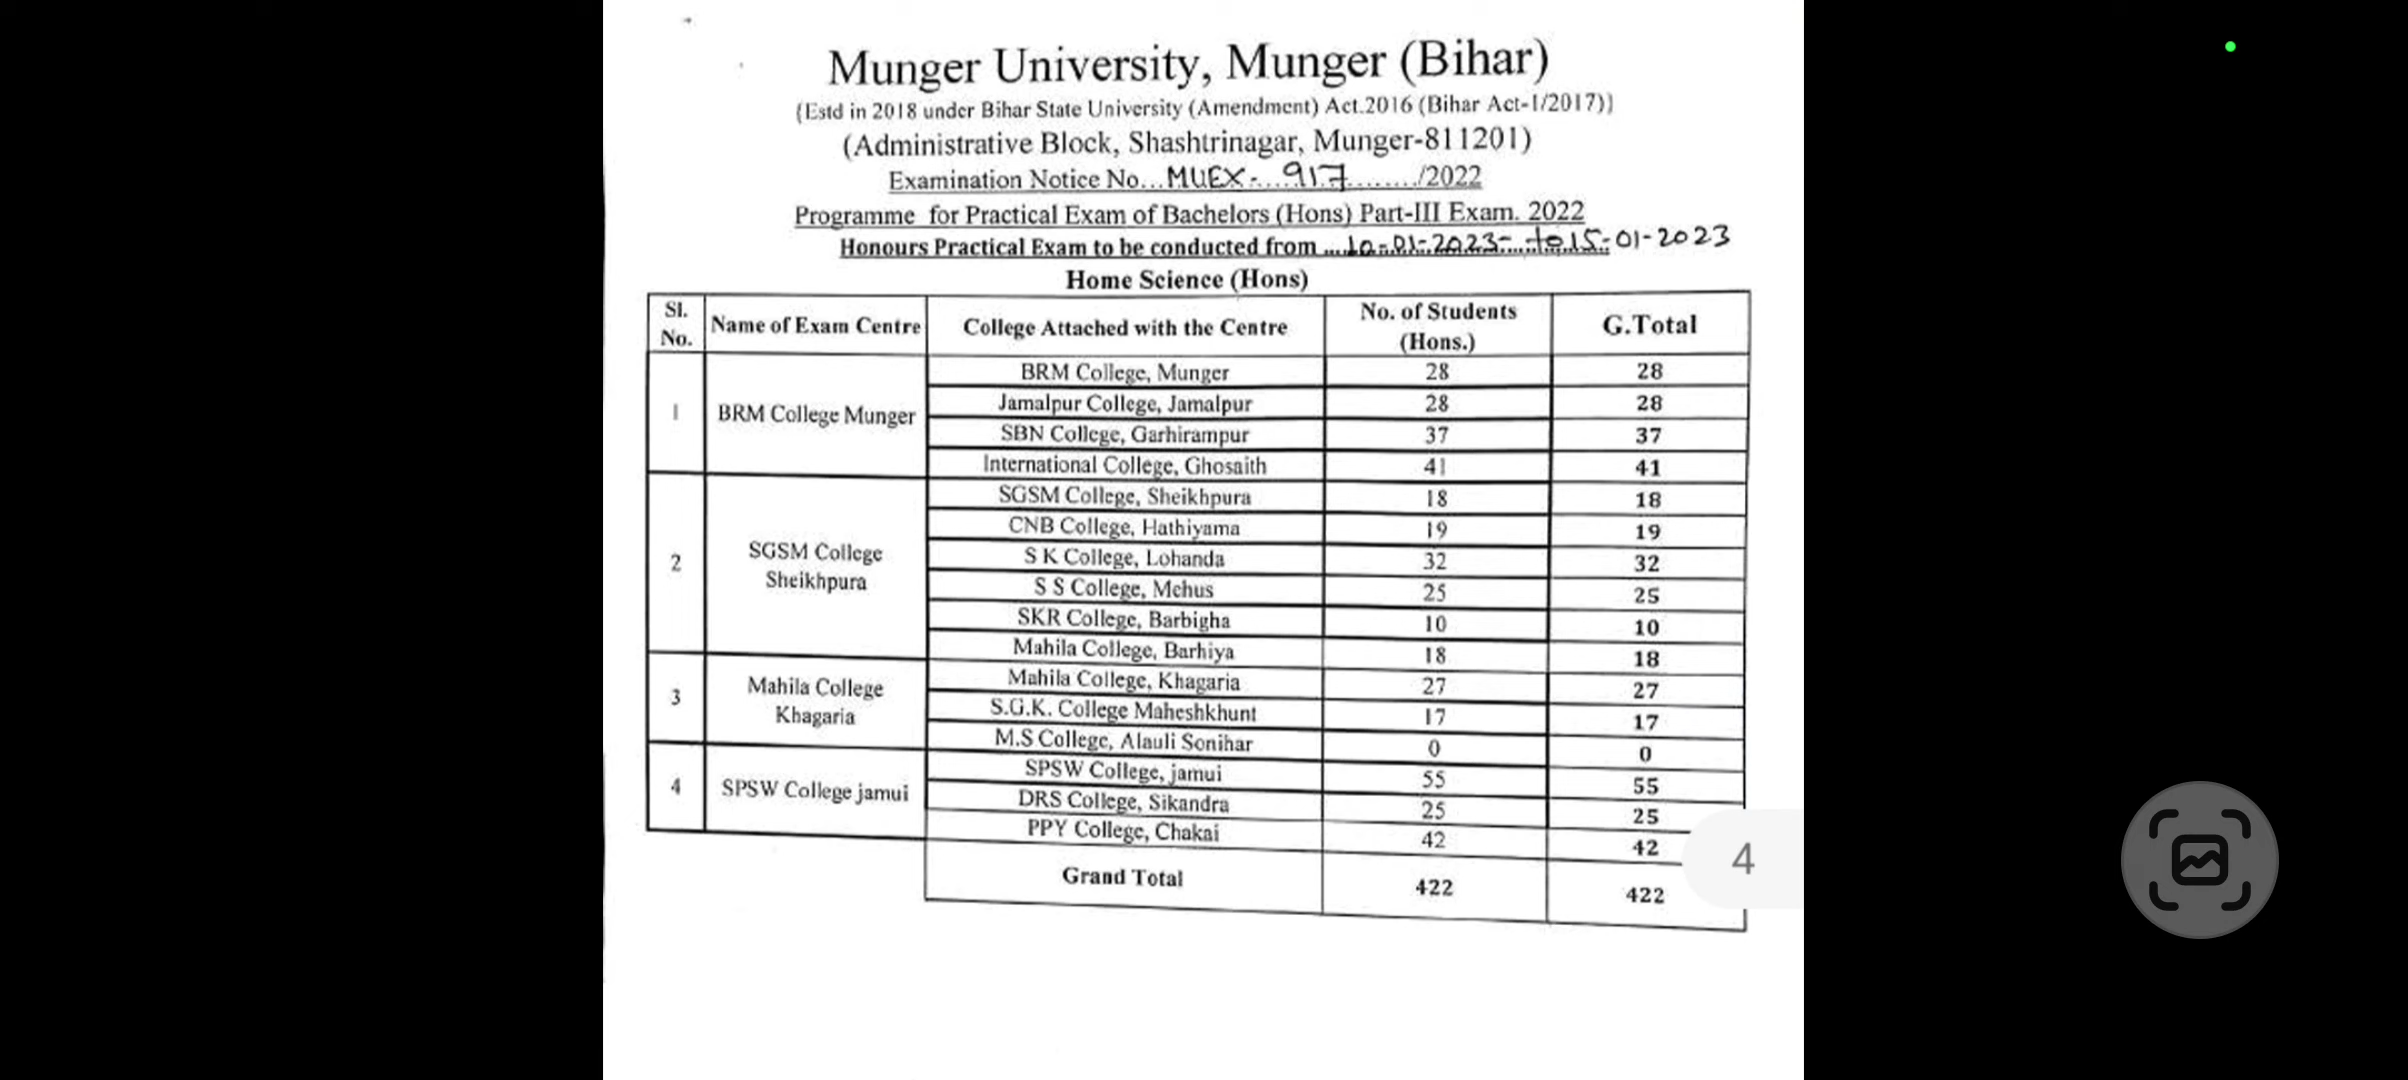 Munger University, Munger (Bihar)
(Estd in 2018 under Bihar State University (Amendment) Act.2016 (Bihar Act-1/2017))
(Administrative Block, Shashtrinagar, Munger-811201)
Examination Notice No...MUEX-....917......../2022
Programme for Practical Exam of Bachelors (Hons) Part-III Exam. 2022
Honours Practical Exam to be conducted from ....10-01-2023-...to 15-01-2023
Home Science (Hons)
Sl. No. Name of Exam Centre College Attached with the Centre No. of Students (Hons.) G.Total
1 BRM College Munger BRM College, Munger 28 28
Jamalpur College, Jamalpur 28 28
SBN College, Garhirampur 37 37
International College, Ghosaith 41 41
2 SGSM College Sheikhpura SGSM College, Sheikhpura 18 18
CNB College, Hathiyama 19 19
S K College, Lohanda 32 32
S S College, Mehus 25 25
SKR College, Barbigha 10 10
Mahila College, Barhiya 18 18
3 Mahila College Khagaria Mahila College, Khagaria 27 27
S.G.K. College Maheshkhunt 17 17
M.S College, Alauli Sonihar 0 0
4 SPSW College jamui SPSW College, jamui 55 55
DRS College, Sikandra 25 25
PPY College, Chakai 42 42
Grand Total 422 422
4